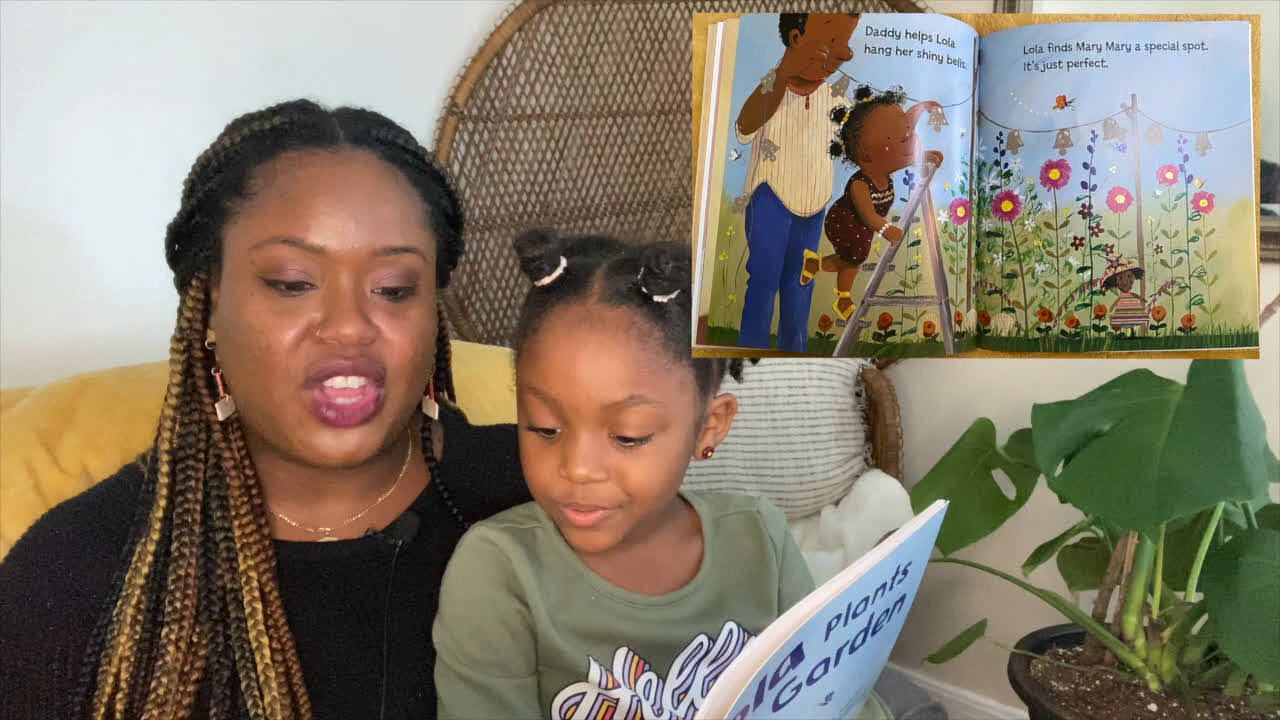 Daddy helps Lola
hang her shiny bells.
Lola finds Mary Mary a special spot.
It's just perfect.
Plants
Garden